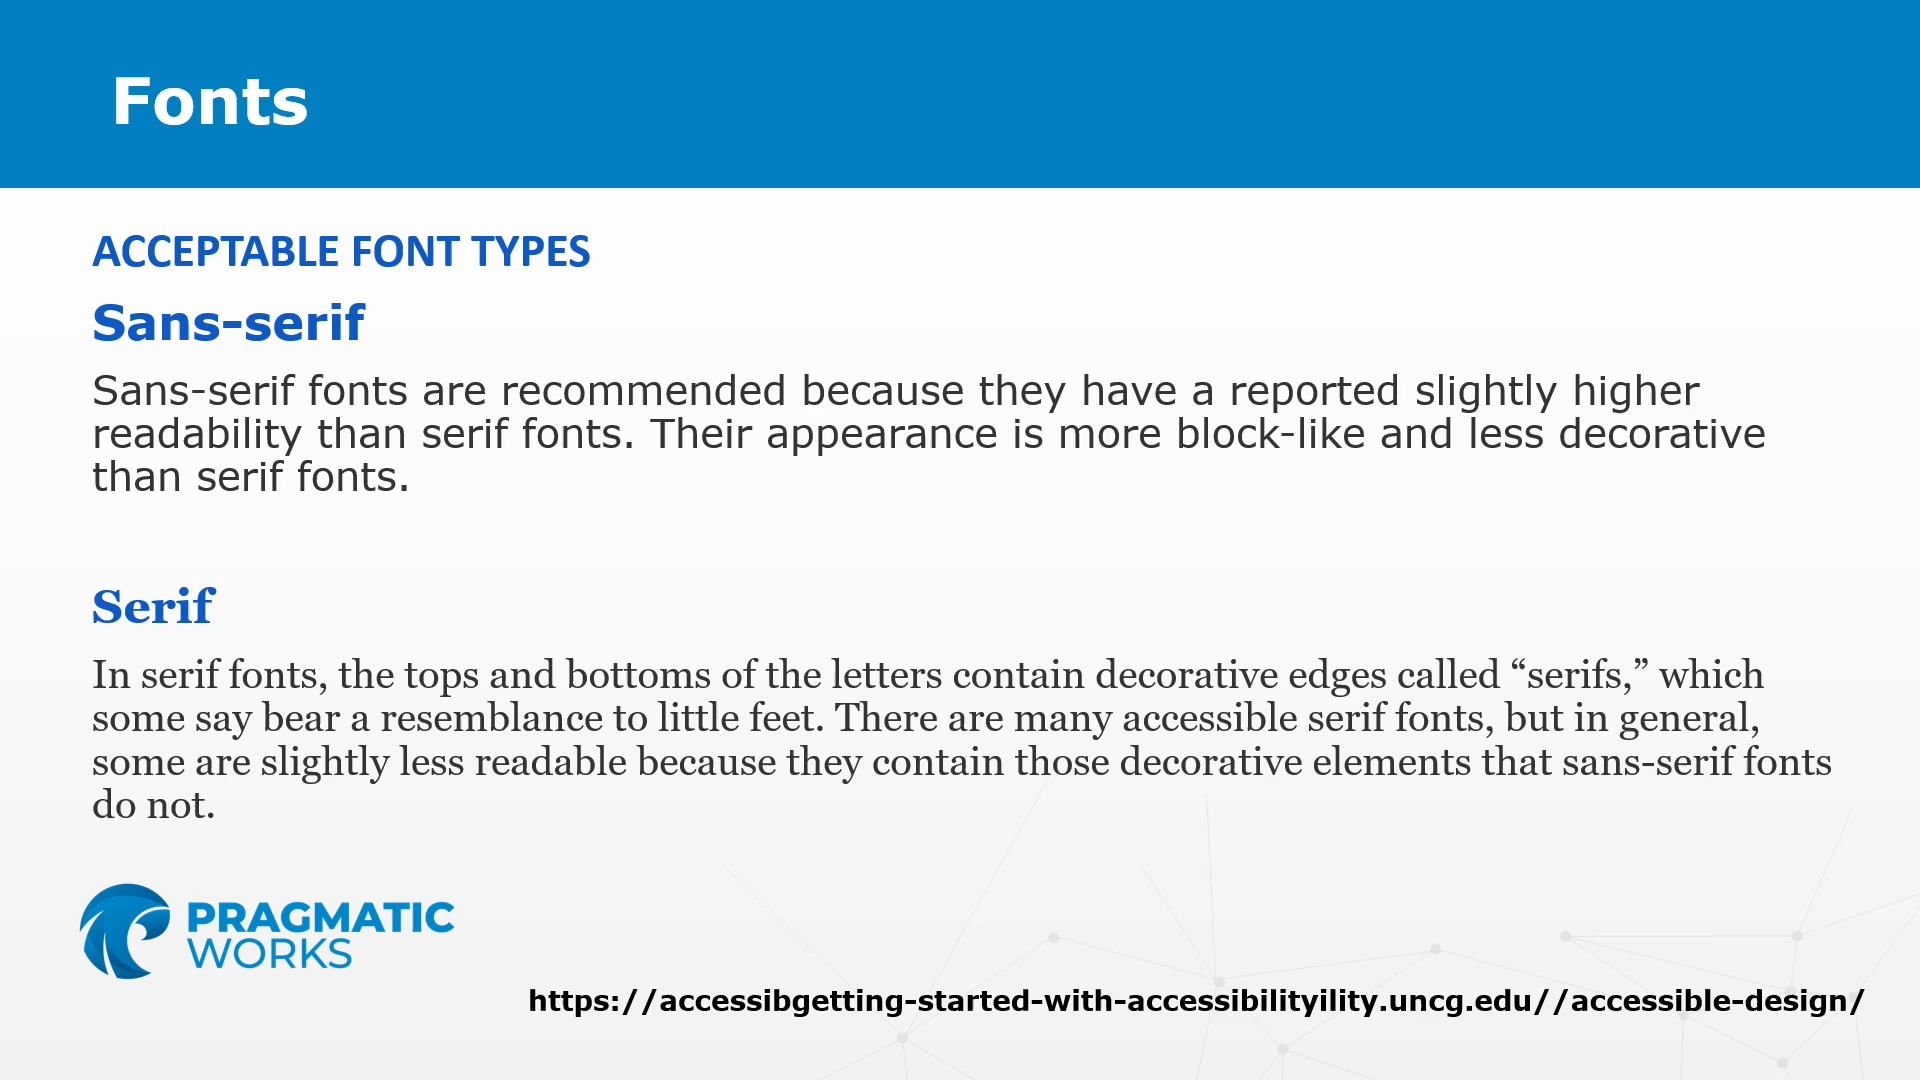 Fonts
ACCEPTABLE FONT TYPES
Sans-serif
Sans-serif fonts are recommended because they have a reported slightly higher
readability than serif fonts. Their appearance is more block-like and less decorative
than serif fonts.
Serif
In serif fonts, the tops and bottoms of the letters contain decorative edges called “serifs,” which
some say bear a resemblance to little feet. There are many accessible serif fonts, but in general,
some are slightly less readable because they contain those decorative elements that sans-serif fonts
do not.
PRAGMATIC
WORKS
https://accessibgetting-started-with-accessibilityility.uncg.edu//accessible-design/